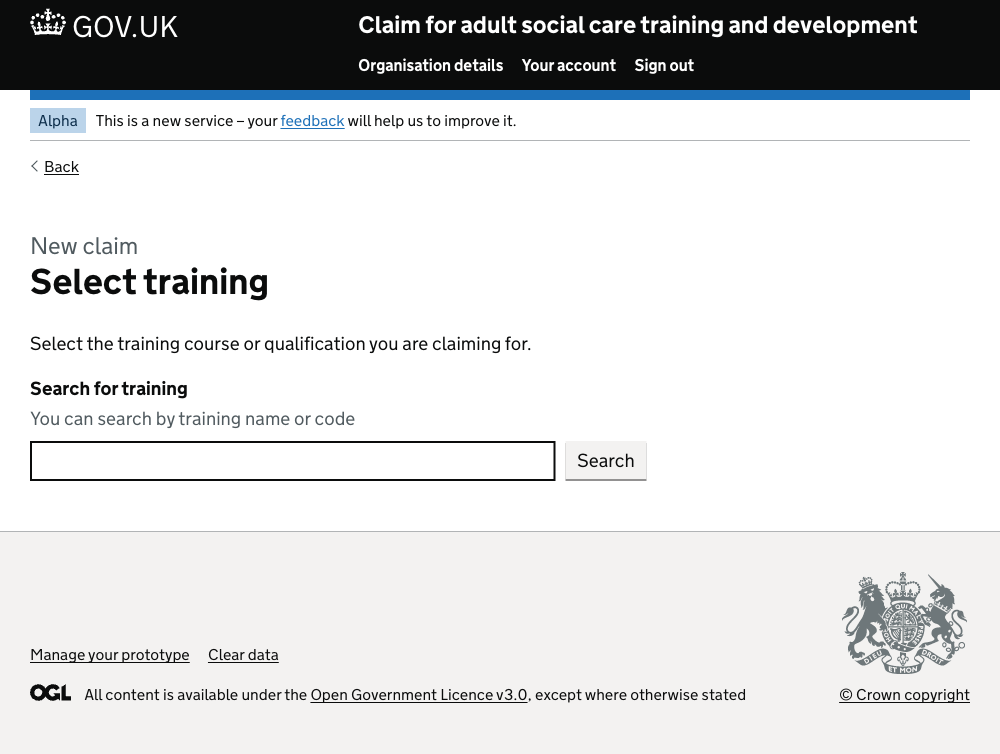 GOV.UK
Claim for adult social care training and development
Organisation details Your account Sign out
Alpha This is a new service – your feedback will help us to improve it.
Back
New claim
Select training
Select the training course or qualification you are claiming for.
Search for training
You can search by training name or code
Search
Manage your prototype Clear data
OGL All content is available under the Open Government Licence v3.0, except where otherwise stated
© Crown copyright